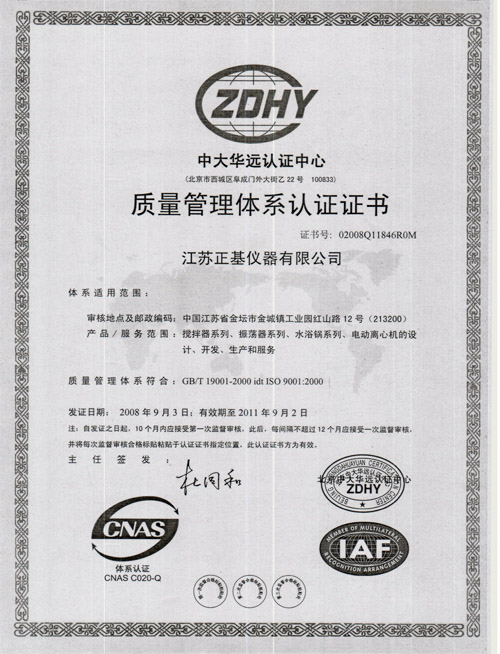 ZDHY
中大华远认证中心
(北京市西城区阜成门外大街乙22号 100833)
质量管理体系认证证书
证书号: 02008Q11846R0M
江苏正基仪器有限公司
体系适用范围：
审核地点及邮政编码：中国江苏省金坛市金城镇工业园红山路12号（213200）
产品/服务范围：搅拌器系列、振荡器系列、水浴锅系列、电动离心机的设
计、开发、生产和服务
质量管理体系符合：GB/T 19001-2000 idt ISO 9001:2000
发证日期： 2008年9月3日；有效期至2011年9月2日
注：自发证之日起，10个月内应接受第一次监督审核，此后，每间隔不超过12个月应接受一次监督审核，
并将每次监督审核合格标贴粘贴于认证证书指定位置，此认证证书方为有效。
主任签发：
杜同和
北京中大华远认证中心
ZDHY
CNAS
体系认证
CNAS C020-Q
MEMBER OF MULTILATERAL
IAF
RECOGNITION ARRANGEMENT